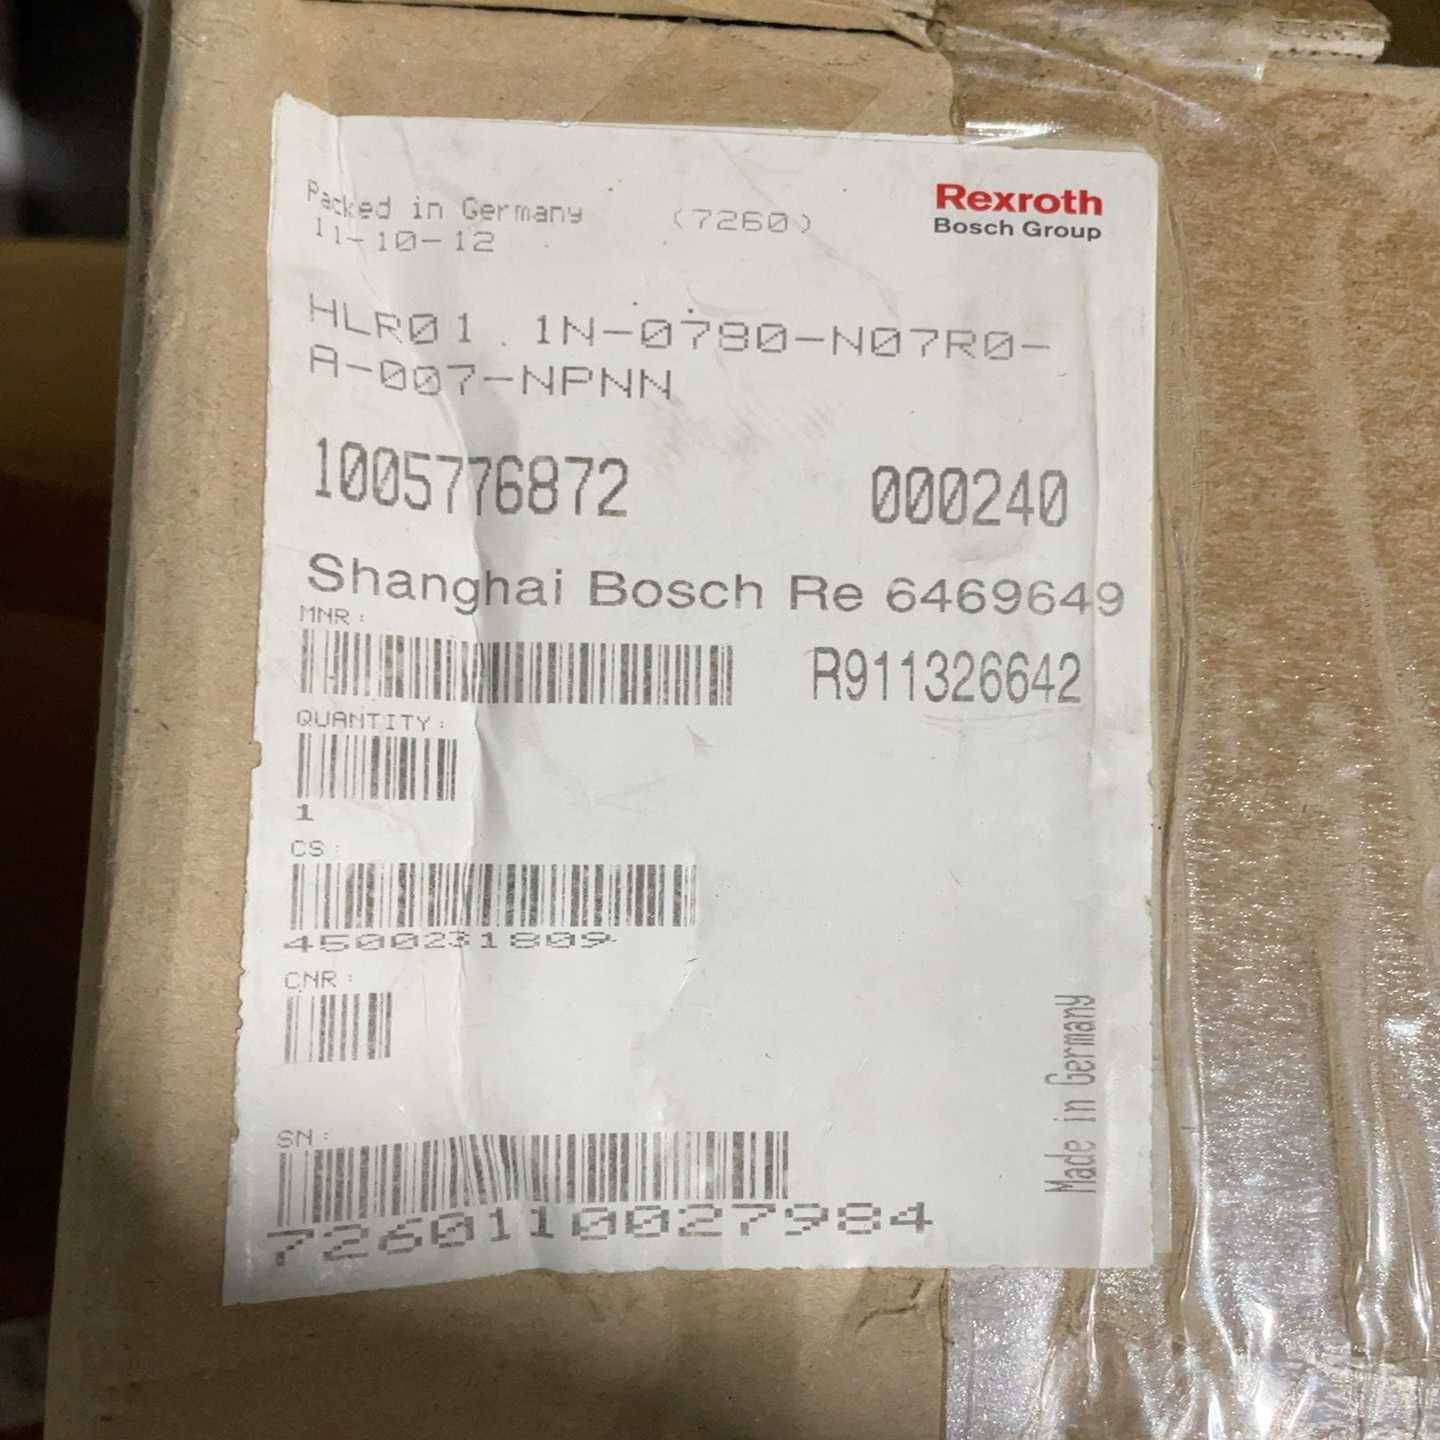 Packed in Germany (7260)
11-10-12
Rexroth
Bosch Group
HLR01.1N-0780-N07R0-
A-007-NPNN
1005776872 000240
Shanghai Bosch Re 6469649
MNR:
R911326642
QUANTITY:
1
CS:
4500231809
CNR:
SN:
7260110027984
Made in Germany